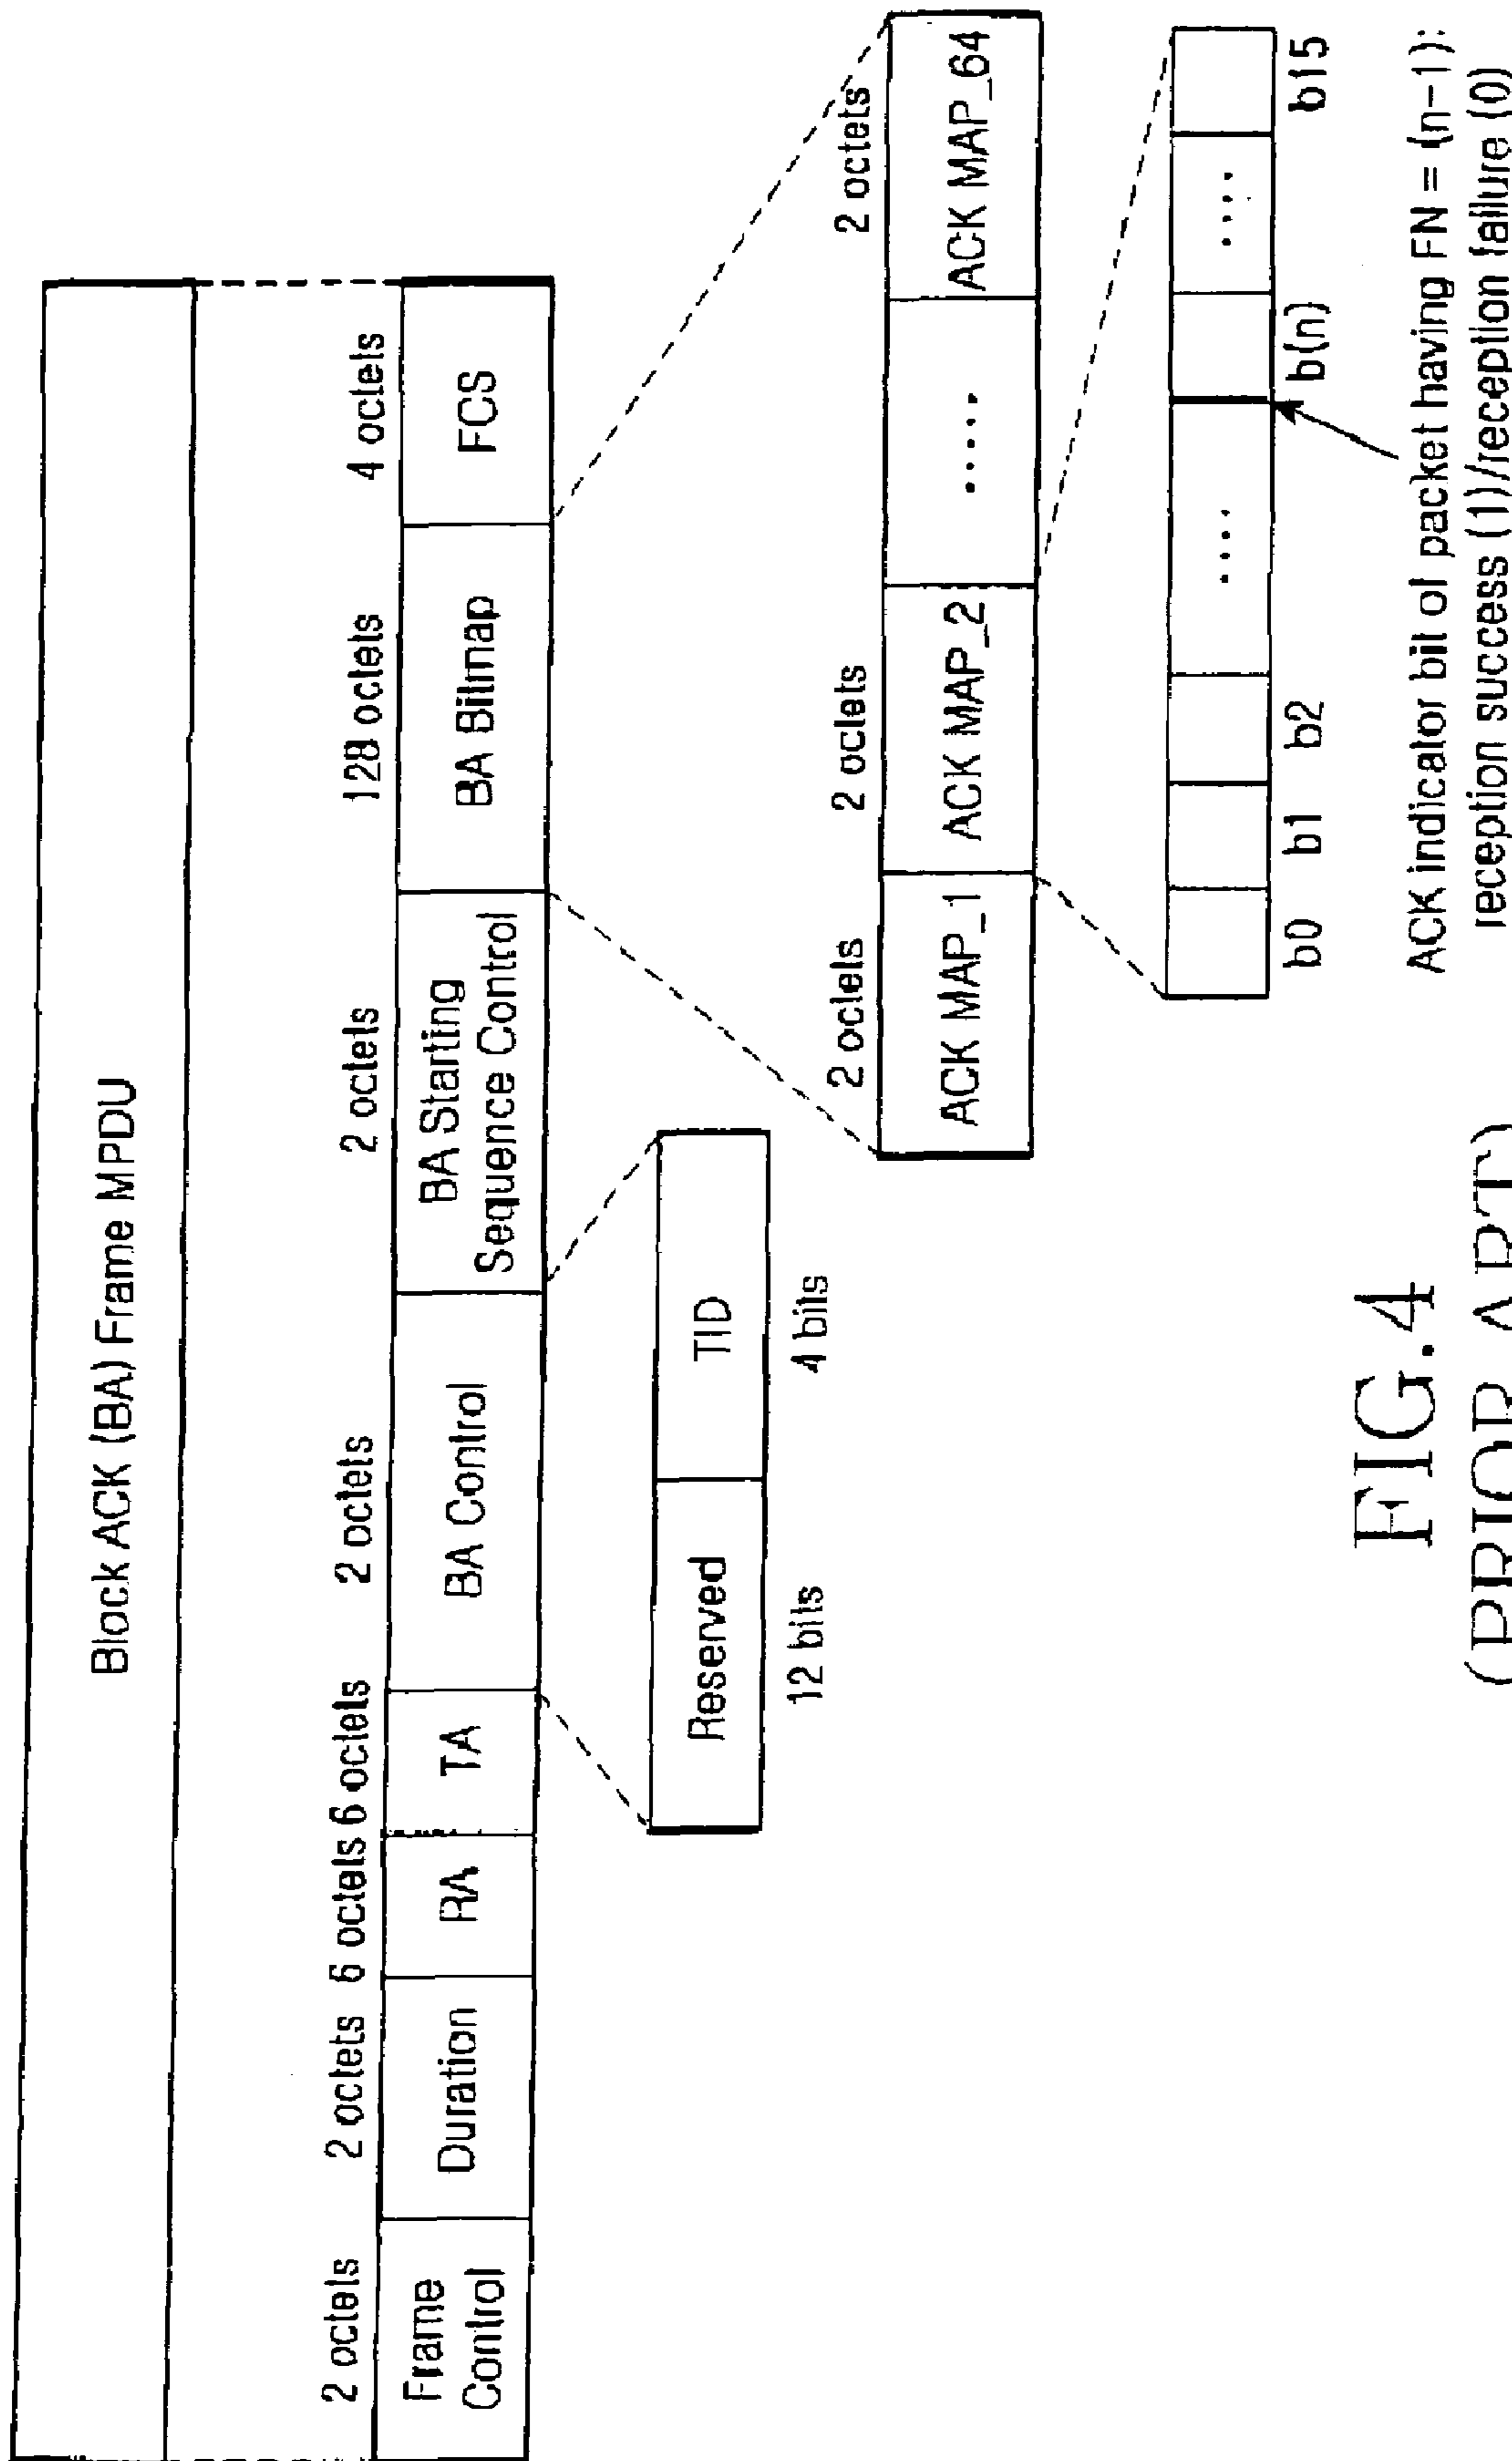 Block ACK (BA) Frame MPDU
2 octets 2 octets 6 octets 6 octets 2 octets 2 octets 128 octets 4 octets
Frame Control Duration RA TA BA Control BA Starting Sequence Control BA Bitmap FCS
Reserved TID
12 bits 4 bits
2 octets 2 octets 2 octets
ACK MAP_1 ACK MAP_2 ..... ACK MAP_64
.... ....
b0 b1 b2 b(n) b15
ACK indicator bit of packet having FN = (n-1):
reception success (1)/reception failure (0)
FIG.4
(PRIOR ART)